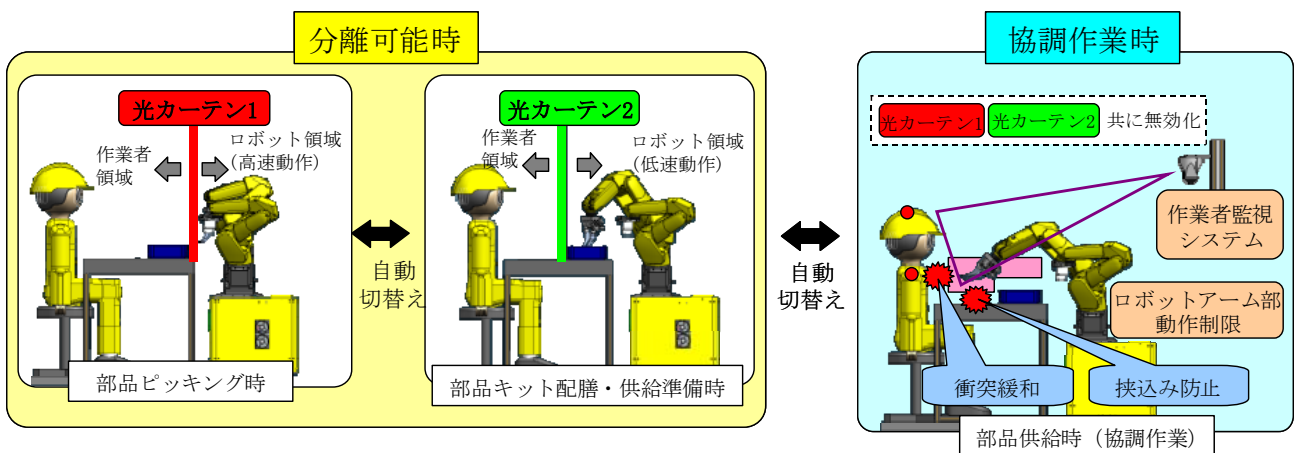 分離可能時
光カーテン1
作業者
領域
ロボット領域
(高速動作)
部品ピッキング時
自動
切替え
光カーテン2
作業者
領域
ロボット領域
(低速動作)
部品キット配膳・供給準備時
自動
切替え
協調作業時
光カーテン1 光カーテン2 共に無効化
作業者監視
システム
ロボットアーム部
動作制限
衝突緩和
挟込み防止
部品供給時（協調作業）